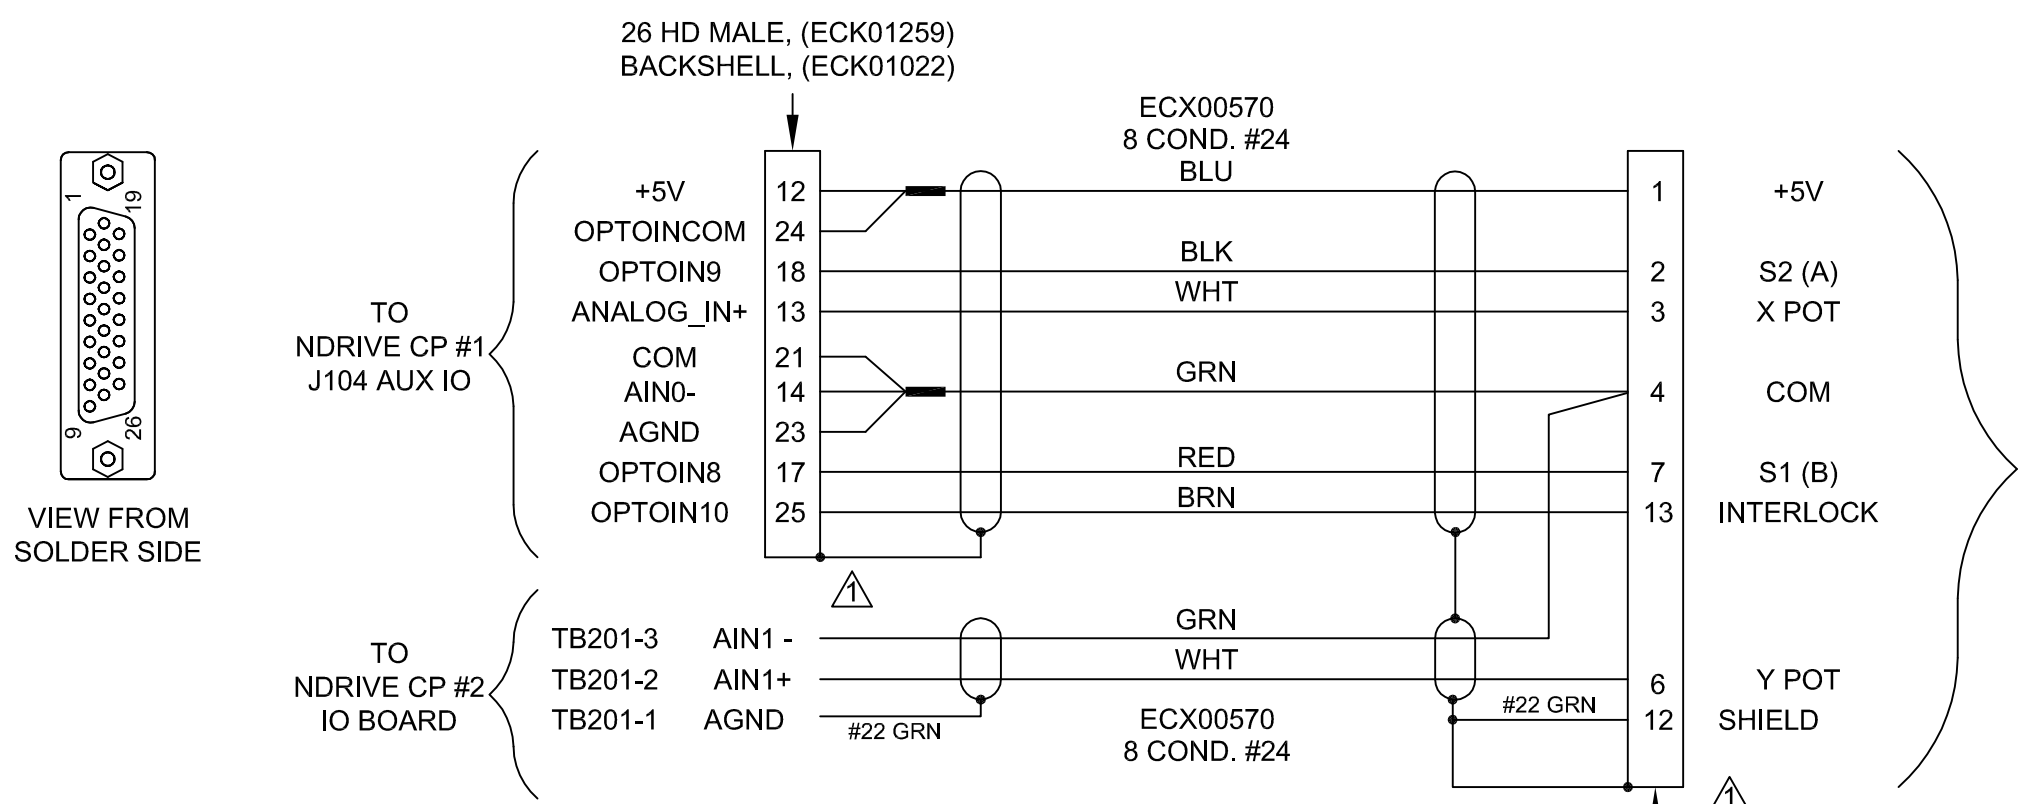 26 HD MALE, (ECK01259)
BACKSHELL, (ECK01022)
ECX00570
8 COND. #24
1
19
9
26
VIEW FROM
SOLDER SIDE
TO
NDRIVE CP #1
J104 AUX IO
+5V 12 BLU 1 +5V
OPTOINCOM 24
OPTOIN9 18 BLK 2 S2 (A)
ANALOG_IN+ 13 WHT 3 X POT
COM 21
AIN0- 14 GRN 4 COM
AGND 23
OPTOIN8 17 RED 7 S1 (B)
OPTOIN10 25 BRN 13 INTERLOCK
1
TO
NDRIVE CP #2
IO BOARD
TB201-3 AIN1 - GRN
TB201-2 AIN1+ WHT 6 Y POT
TB201-1 AGND #22 GRN #22 GRN 12 SHIELD
ECX00570
8 COND. #24
1